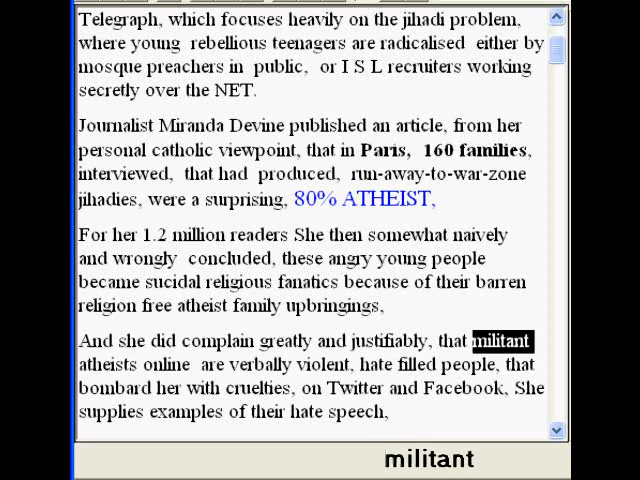 Telegraph, which focuses heavily on the jihadi problem,
where young rebellious teenagers are radicalised either by
mosque preachers in public, or I S L recruiters working
secretly over the NET.
Journalist Miranda Devine published an article, from her
personal catholic viewpoint, that in Paris, 160 families,
interviewed, that had produced, run-away-to-war-zone
jihadies, were a surprising, 80% ATHEIST,
For her 1.2 million readers She then somewhat naively
and wrongly concluded, these angry young people
became sucidal religious fanatics because of their barren
religion free atheist family upbringings,
And she did complain greatly and justifiably, that militant
atheists online are verbally violent, hate filled people, that
bombard her with cruelties, on Twitter and Facebook, She
supplies examples of their hate speech,
militant